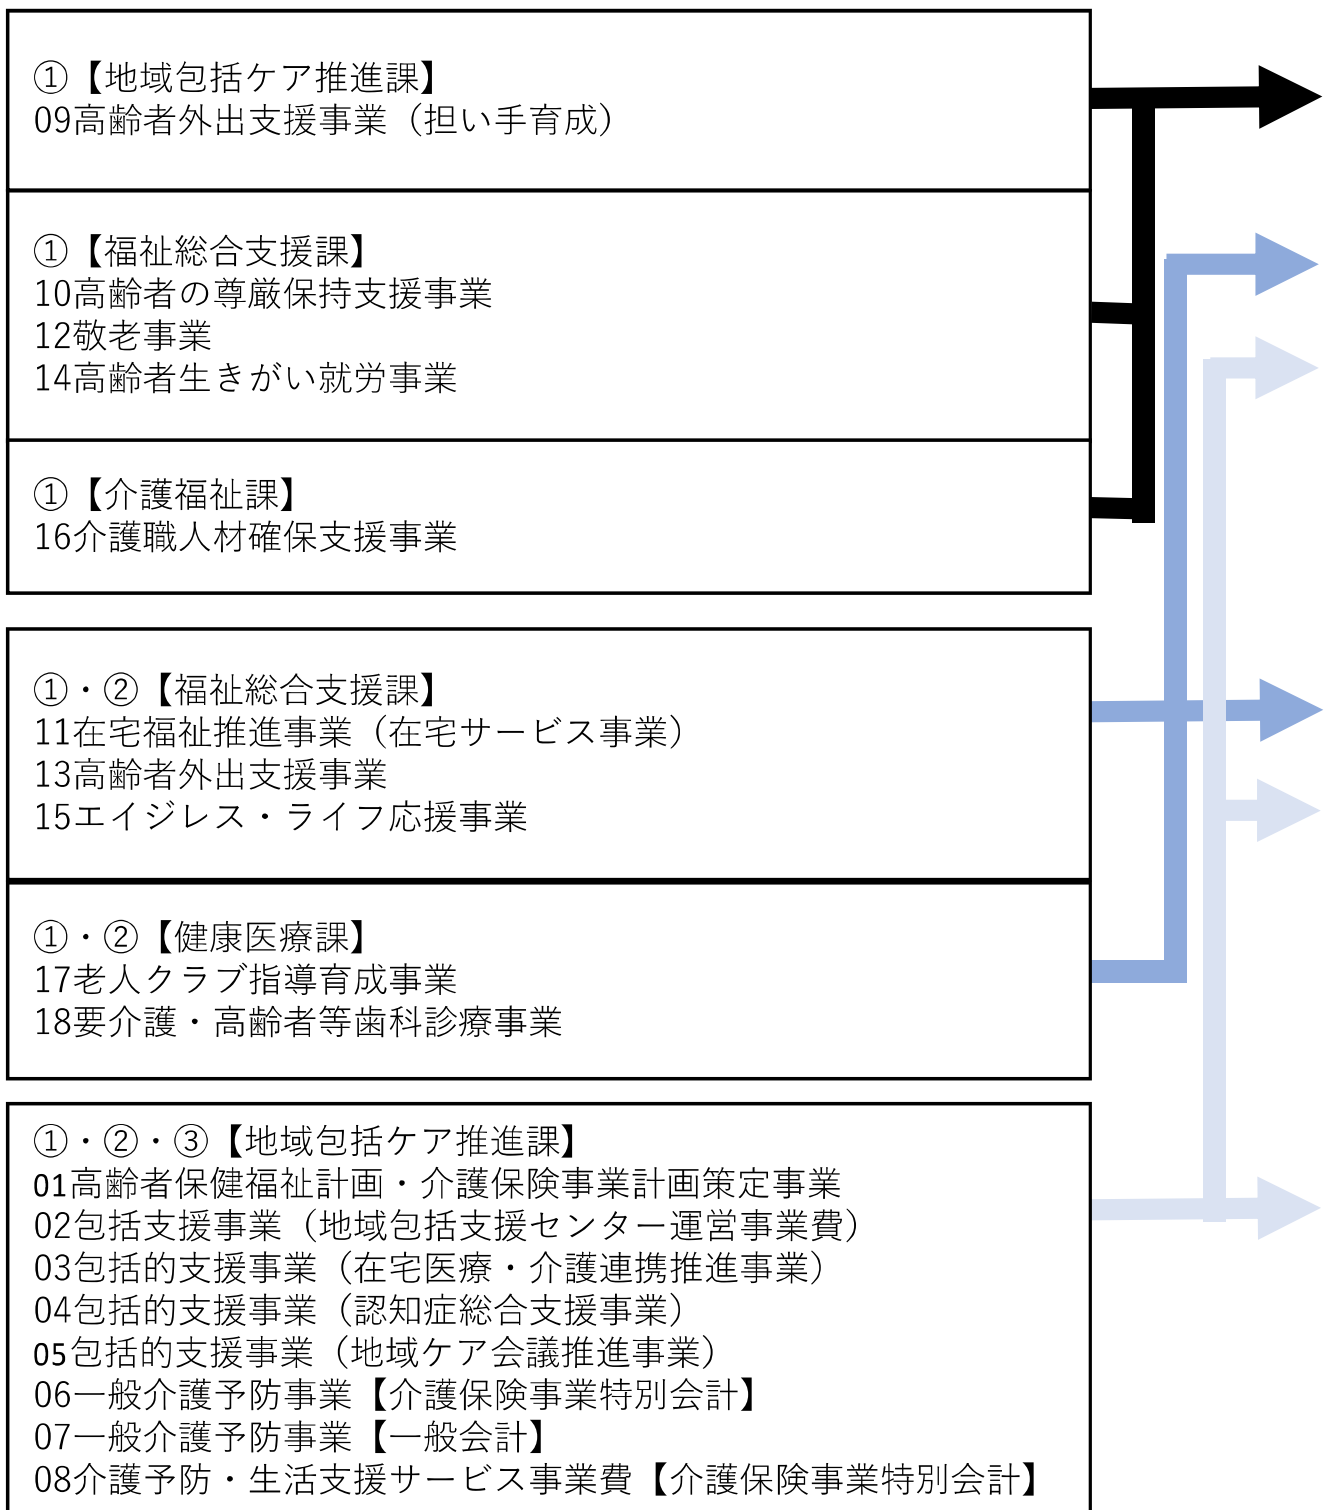 ①【地域包括ケア推進課】
09高齢者外出支援事業（担い手育成）
①【福祉総合支援課】
10高齢者の尊厳保持支援事業
12敬老事業
14高齢者生きがい就労事業
①【介護福祉課】
16介護職人材確保支援事業
①・②【福祉総合支援課】
11在宅福祉推進事業（在宅サービス事業）
13高齢者外出支援事業
15エイジレス・ライフ応援事業
①・②【健康医療課】
17老人クラブ指導育成事業
18要介護・高齢者等歯科診療事業
①・②・③【地域包括ケア推進課】
01高齢者保健福祉計画・介護保険事業計画策定事業
02包括支援事業（地域包括支援センター運営事業費）
03包括的支援事業（在宅医療・介護連携推進事業）
04包括的支援事業（認知症総合支援事業）
05包括的支援事業（地域ケア会議推進事業）
06一般介護予防事業【介護保険事業特別会計】
07一般介護予防事業【一般会計】
08介護予防・生活支援サービス事業費【介護保険事業特別会計】